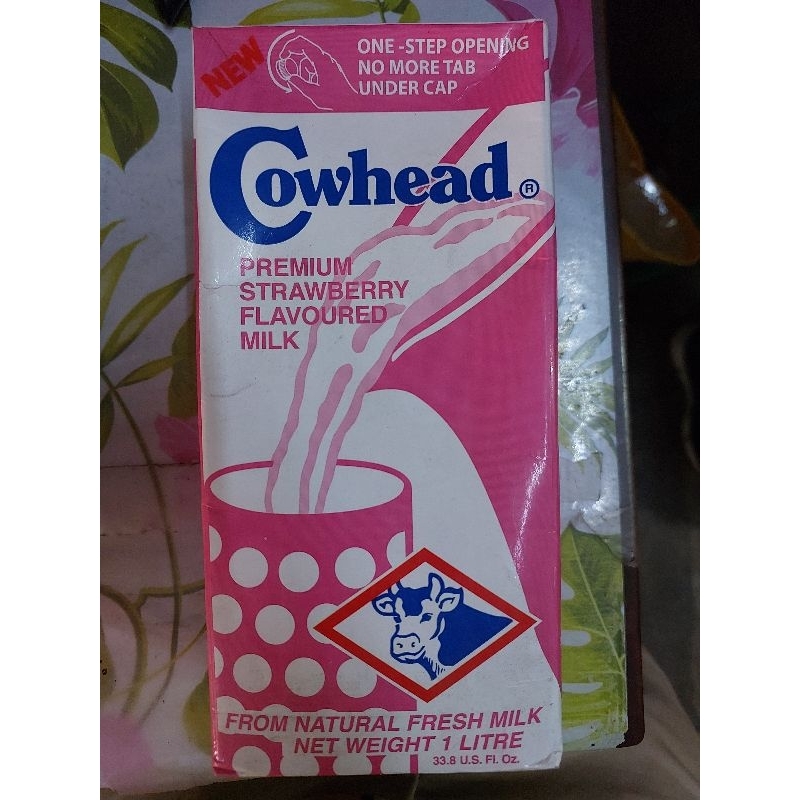 NEW
ONE -STEP OPENING
NO MORE TAB
UNDER CAP
Cowhead ®
PREMIUM
STRAWBERRY
FLAVOURED
MILK
FROM NATURAL FRESH MILK
NET WEIGHT 1 LITRE
33.8 U.S. Fl. Oz.